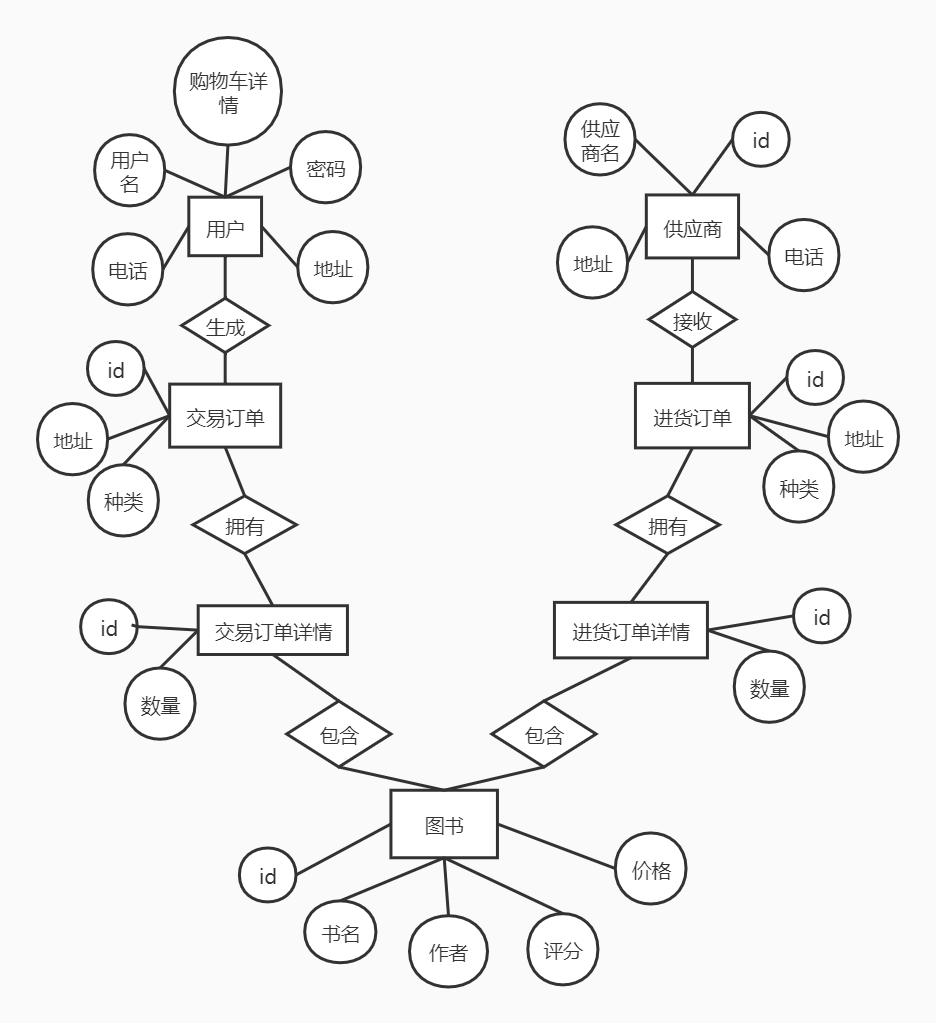 购物车详
情
用户
名
密码
用户
电话
地址
生成
id
交易订单
地址
种类
拥有
id
交易订单详情
数量
包含
供应
商名
id
供应商
地址
电话
接收
id
进货订单
地址
种类
拥有
id
进货订单详情
数量
包含
图书
id
价格
书名
作者
评分